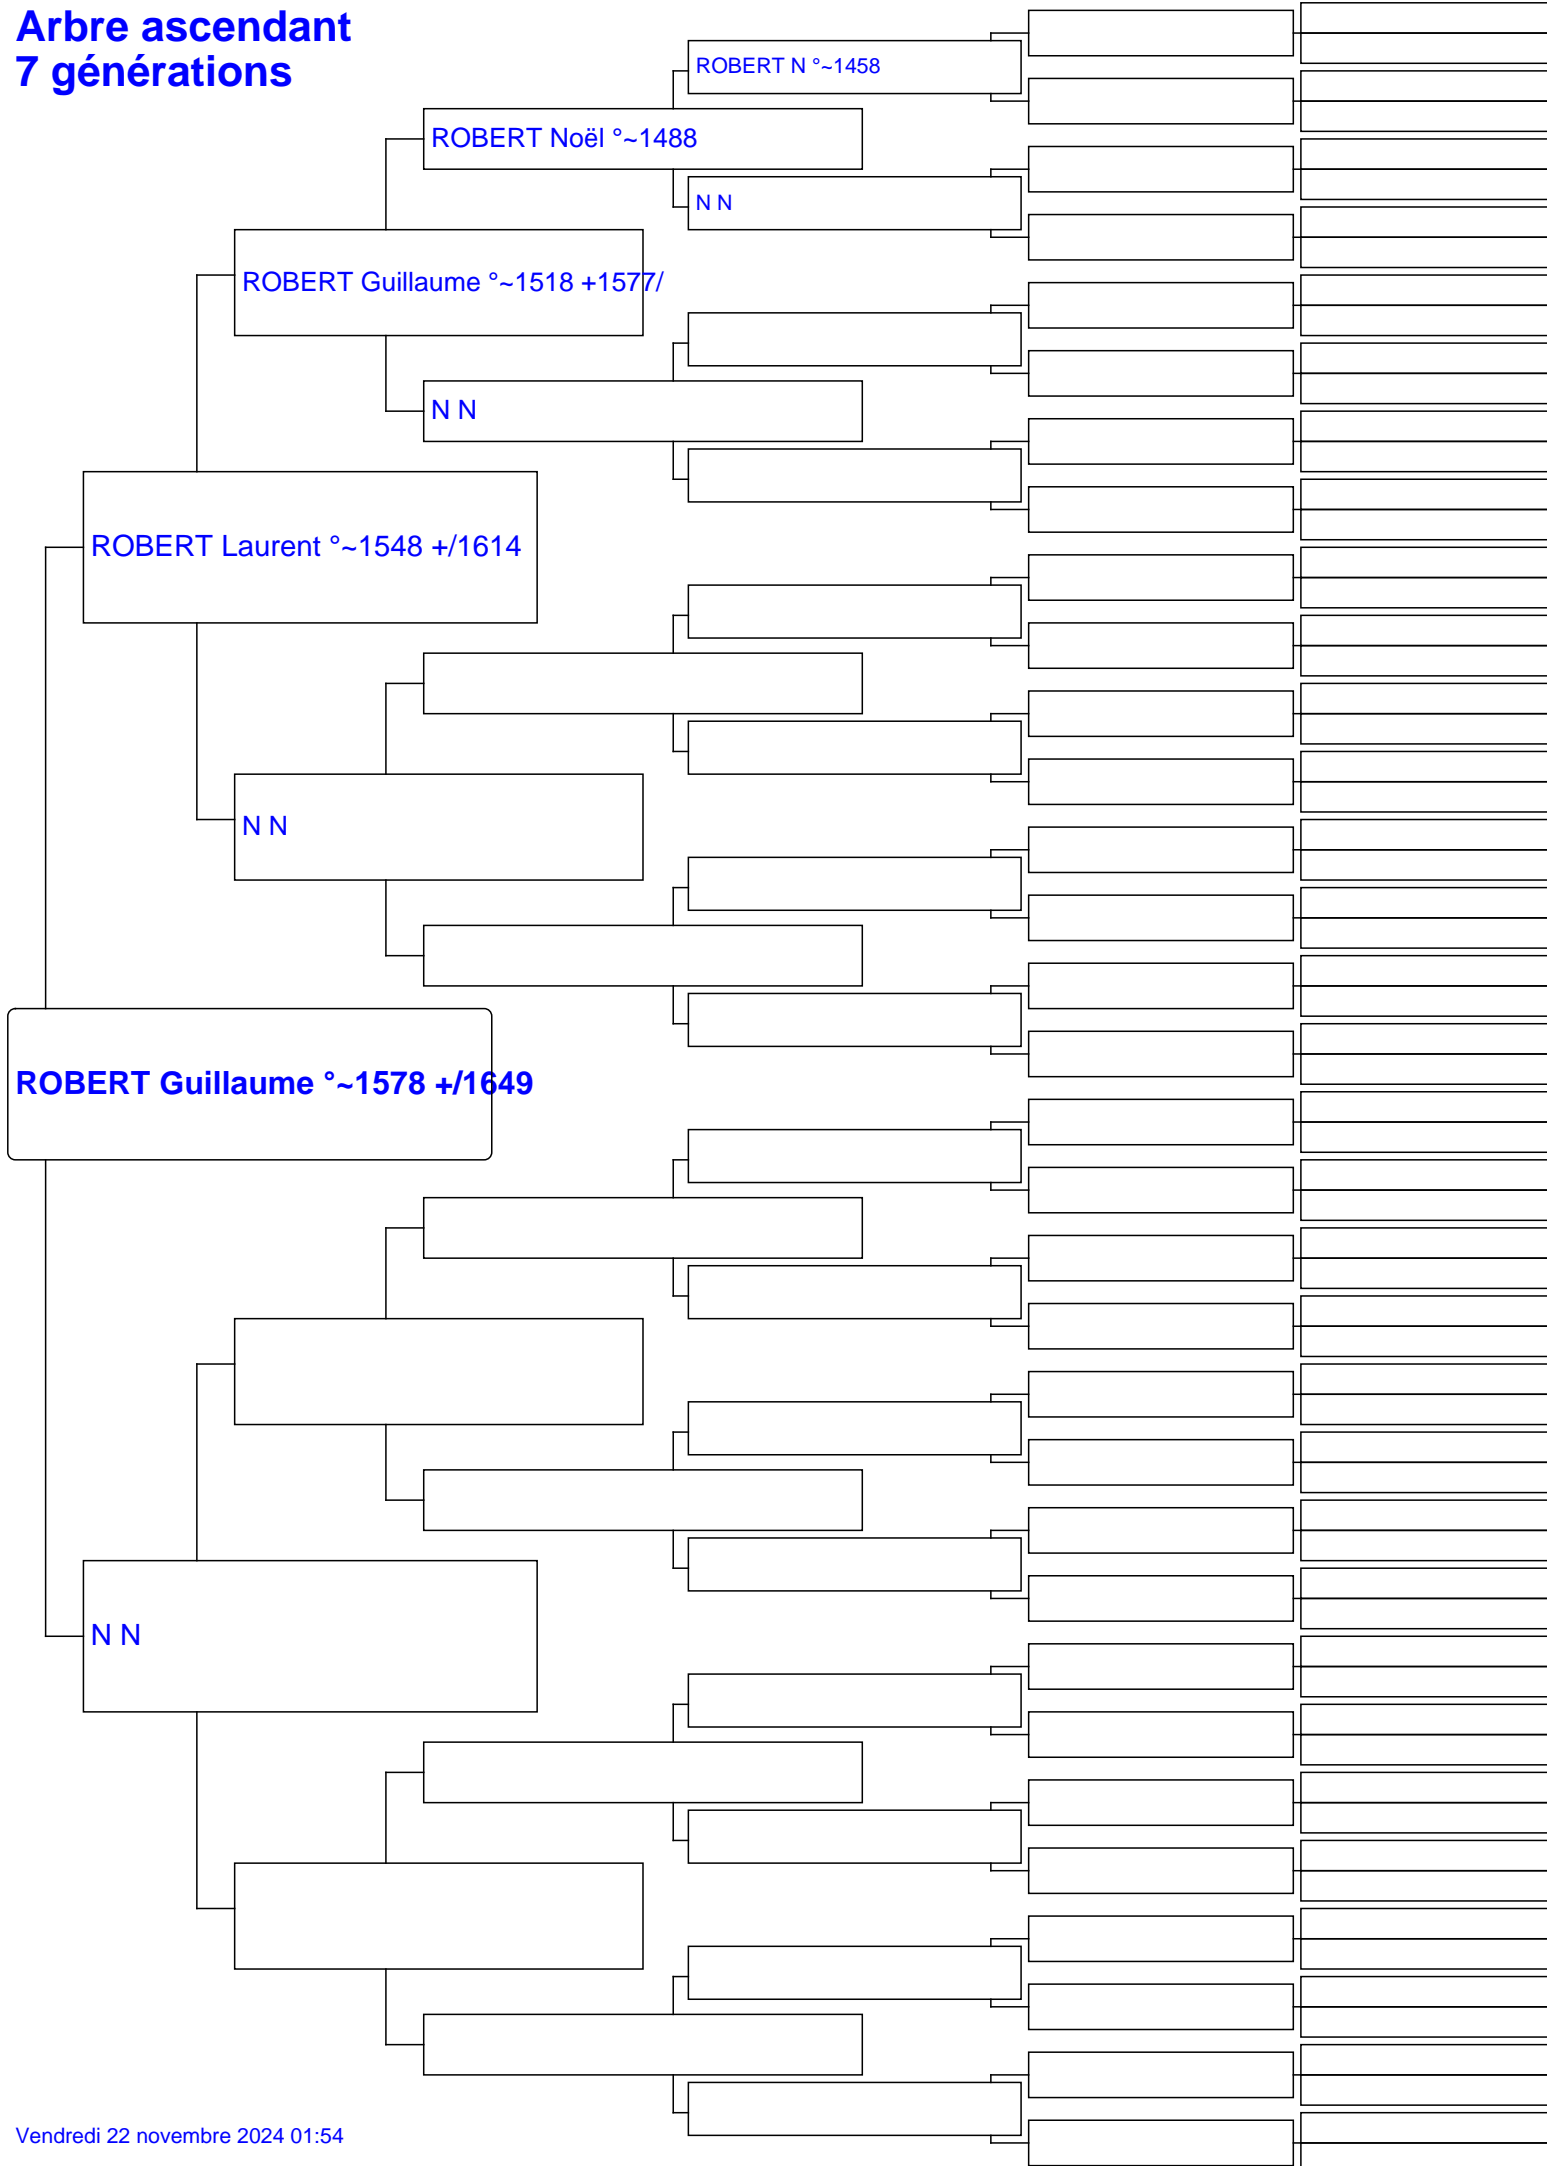 Arbre ascendant
7 générations
ROBERT N °~1458
ROBERT Noël °~1488
N N
ROBERT Guillaume °~1518 +1577/
N N
ROBERT Laurent °~1548 +/1614
N N
ROBERT Guillaume °~1578 +/1649
N N
Vendredi 22 novembre 2024 01:54